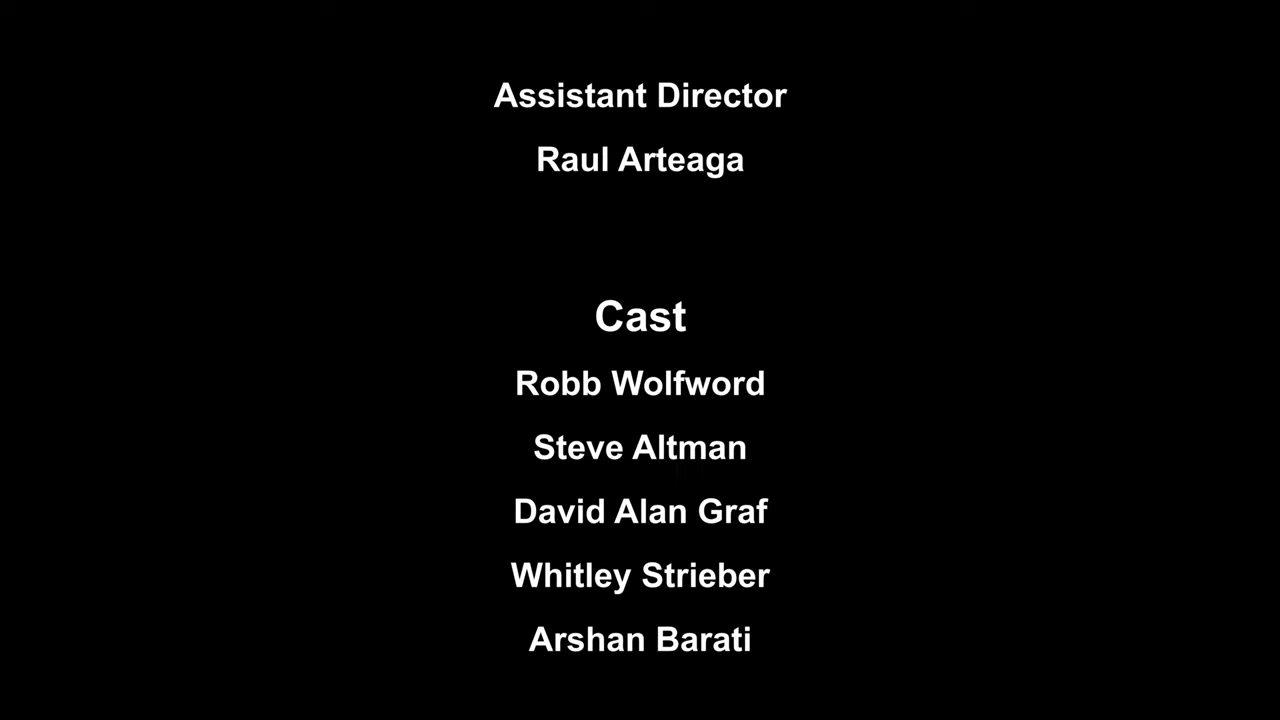 Assistant Director
Raul Arteaga
Cast
Robb Wolfword
Steve Altman
David Alan Graf
Whitley Strieber
Arshan Barati